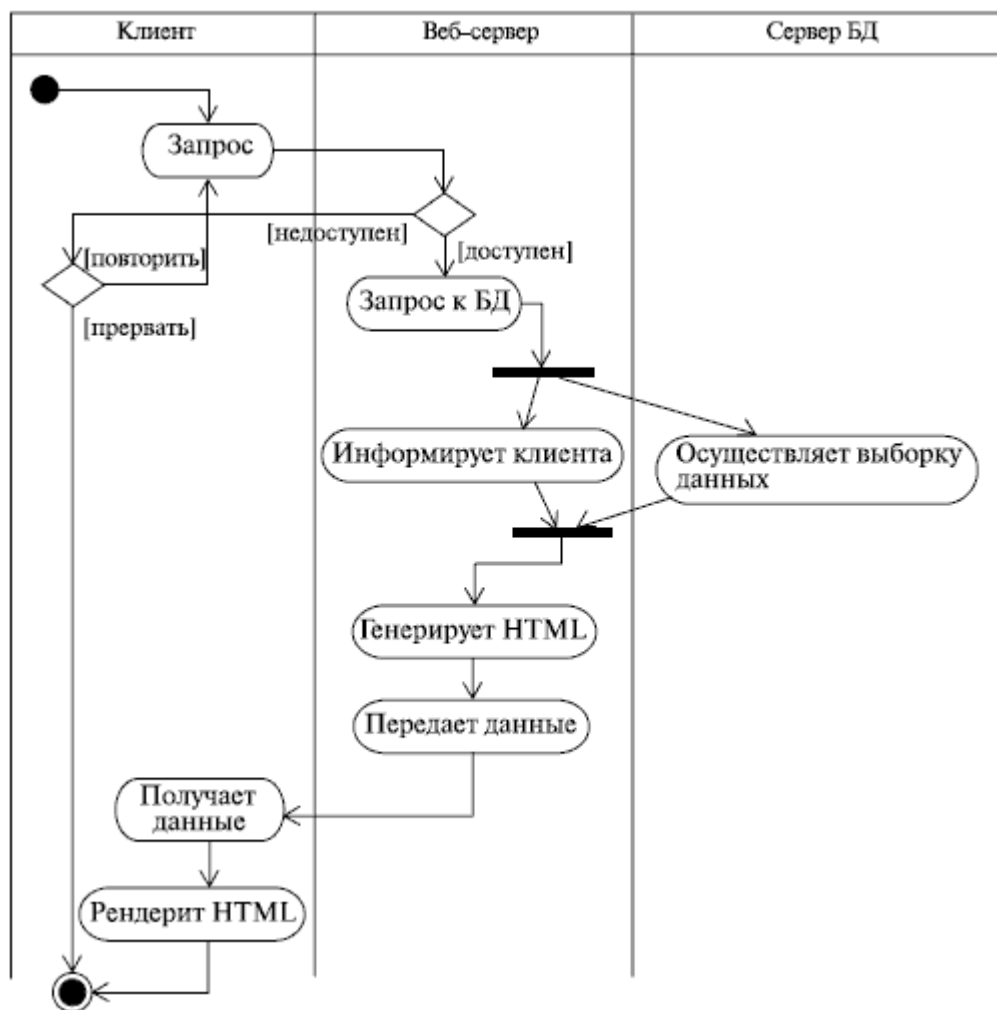 Клиент
Веб-сервер
Сервер БД
Запрос
[недоступен]
[доступен]
[повторить]
Запрос к БД
[прервать]
Информирует клиента
Осуществляет выборку
данных
Генерирует HTML
Передает данные
Получает
данные
Рендерит HTML